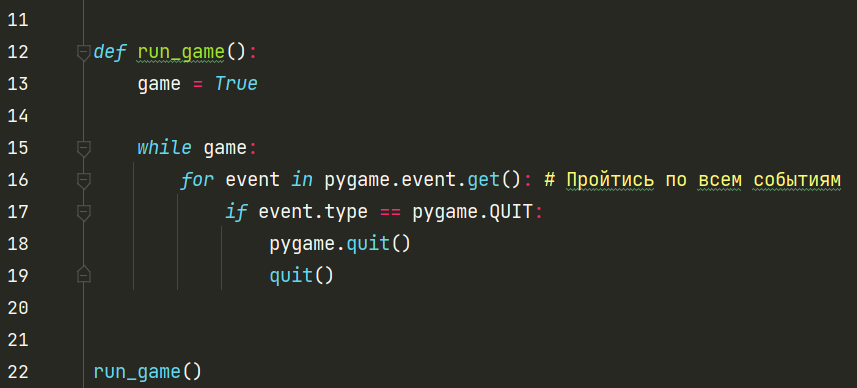 11
12 def run_game():
13     game = True
14
15     while game:
16         for event in pygame.event.get(): # Пройтись по всем событиям
17             if event.type == pygame.QUIT:
18                 pygame.quit()
19                 quit()
20
21
22 run_game()